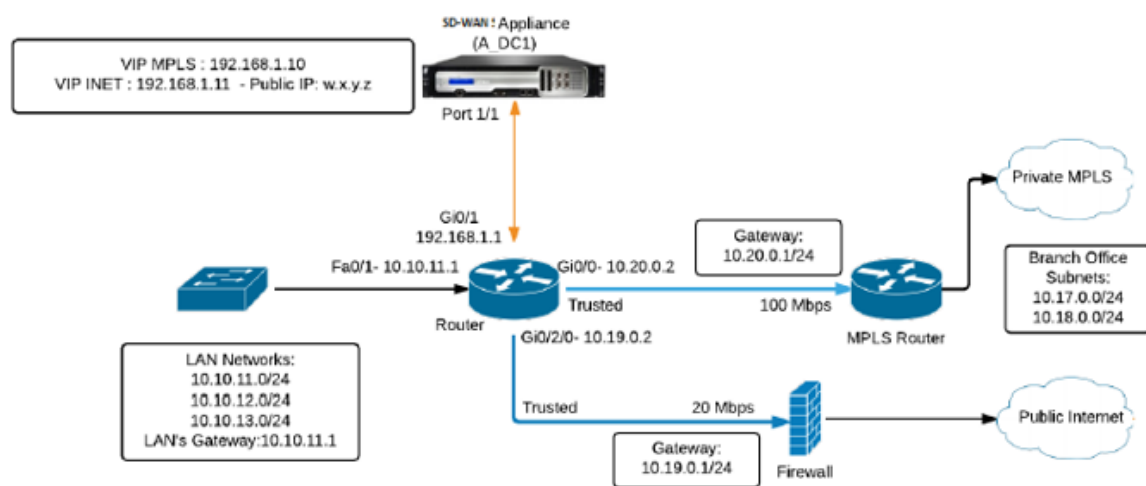 SD-WAN! Appliance
(A_DC1)
VIP MPLS : 192.168.1.10
VIP INET : 192.168.1.11 - Public IP: w.x.y.z
Port 1/1
Private MPLS
Gi0/1
192.168.1.1
Gateway:
10.20.0.1/24
Fa0/1- 10.10.11.1
Gi0/0- 10.20.0.2
Branch Office
Subnets:
10.17.0.0/24
10.18.0.0/24
Trusted
100 Mbps
Router
MPLS Router
Gi0/2/0- 10.19.0.2
LAN Networks:
10.10.11.0/24
10.10.12.0/24
10.10.13.0/24
LAN's Gateway:10.10.11.1
Trusted
20 Mbps
Public Internet
Gateway:
10.19.0.1/24
Firewall